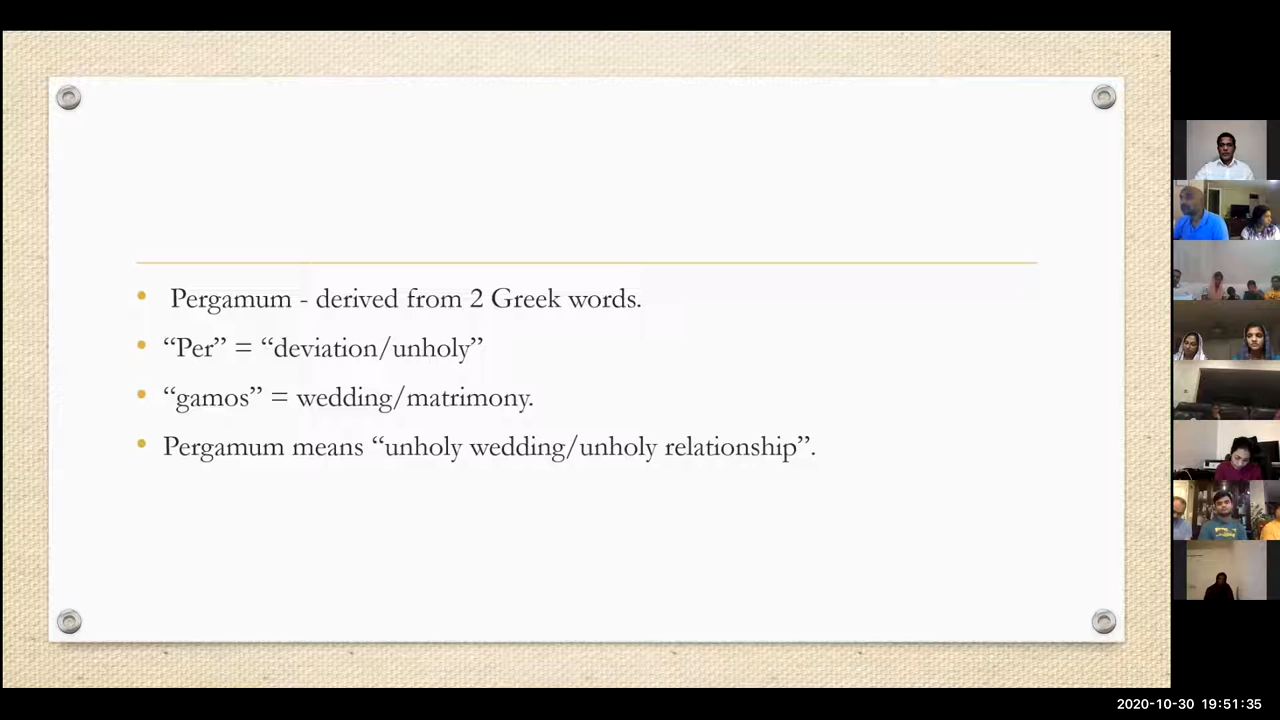 Pergamum - derived from 2 Greek words.
“Per” = “deviation/unholy”
“gamos” = wedding/matrimony.
Pergamum means “unholy wedding/unholy relationship”.
2020-10-30 19:51:35